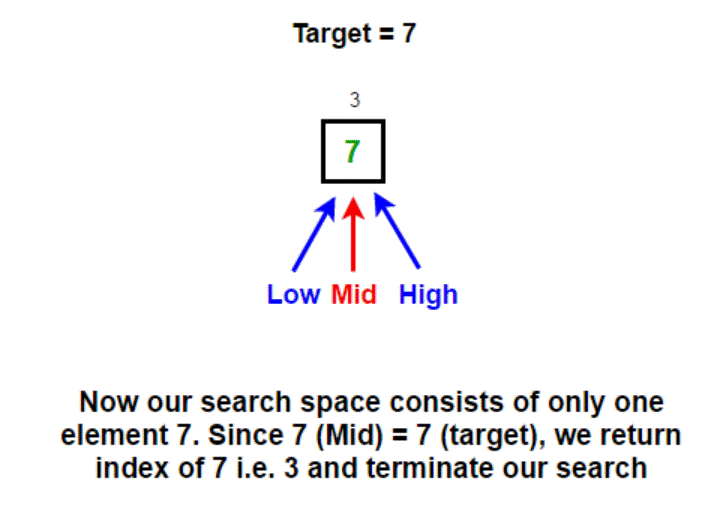 Target = 7
3
7
Low Mid High
Now our search space consists of only one
element 7. Since 7 (Mid) = 7 (target), we return
index of 7 i.e. 3 and terminate our search